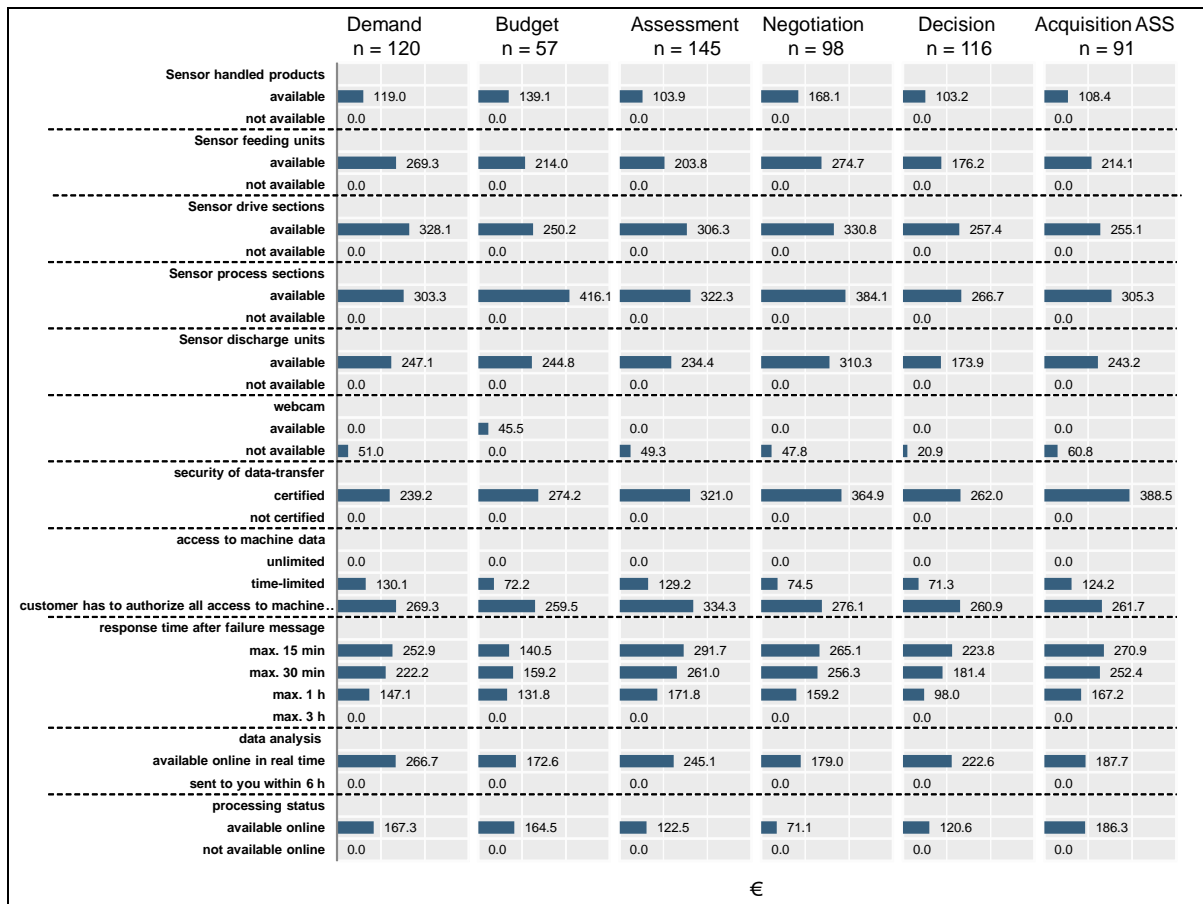 Demand Budget Assessment Negotiation Decision Acquisition ASS
n = 120 n = 57 n = 145 n = 98 n = 116 n = 91
Sensor handled products
available 119.0 139.1 103.9 168.1 103.2 108.4
not available 0.0 0.0 0.0 0.0 0.0 0.0
Sensor feeding units
available 269.3 214.0 203.8 274.7 176.2 214.1
not available 0.0 0.0 0.0 0.0 0.0 0.0
Sensor drive sections
available 328.1 250.2 306.3 330.8 257.4 255.1
not available 0.0 0.0 0.0 0.0 0.0 0.0
Sensor process sections
available 303.3 416.1 322.3 384.1 266.7 305.3
not available 0.0 0.0 0.0 0.0 0.0 0.0
Sensor discharge units
available 247.1 244.8 234.4 310.3 173.9 243.2
not available 0.0 0.0 0.0 0.0 0.0 0.0
webcam
available 0.0 45.5 0.0 0.0 0.0 0.0
not available 51.0 0.0 49.3 47.8 20.9 60.8
security of data-transfer
certified 239.2 274.2 321.0 364.9 262.0 388.5
not certified 0.0 0.0 0.0 0.0 0.0 0.0
access to machine data
unlimited 0.0 0.0 0.0 0.0 0.0 0.0
time-limited 130.1 72.2 129.2 74.5 71.3 124.2
customer has to authorize all access to machine.. 269.3 259.5 334.3 276.1 260.9 261.7
response time after failure message
max. 15 min 252.9 140.5 291.7 265.1 223.8 270.9
max. 30 min 222.2 159.2 261.0 256.3 181.4 252.4
max. 1 h 147.1 131.8 171.8 159.2 98.0 167.2
max. 3 h 0.0 0.0 0.0 0.0 0.0 0.0
data analysis
available online in real time 266.7 172.6 245.1 179.0 222.6 187.7
sent to you within 6 h 0.0 0.0 0.0 0.0 0.0 0.0
processing status
available online 167.3 164.5 122.5 71.1 120.6 186.3
not available online 0.0 0.0 0.0 0.0 0.0 0.0
€